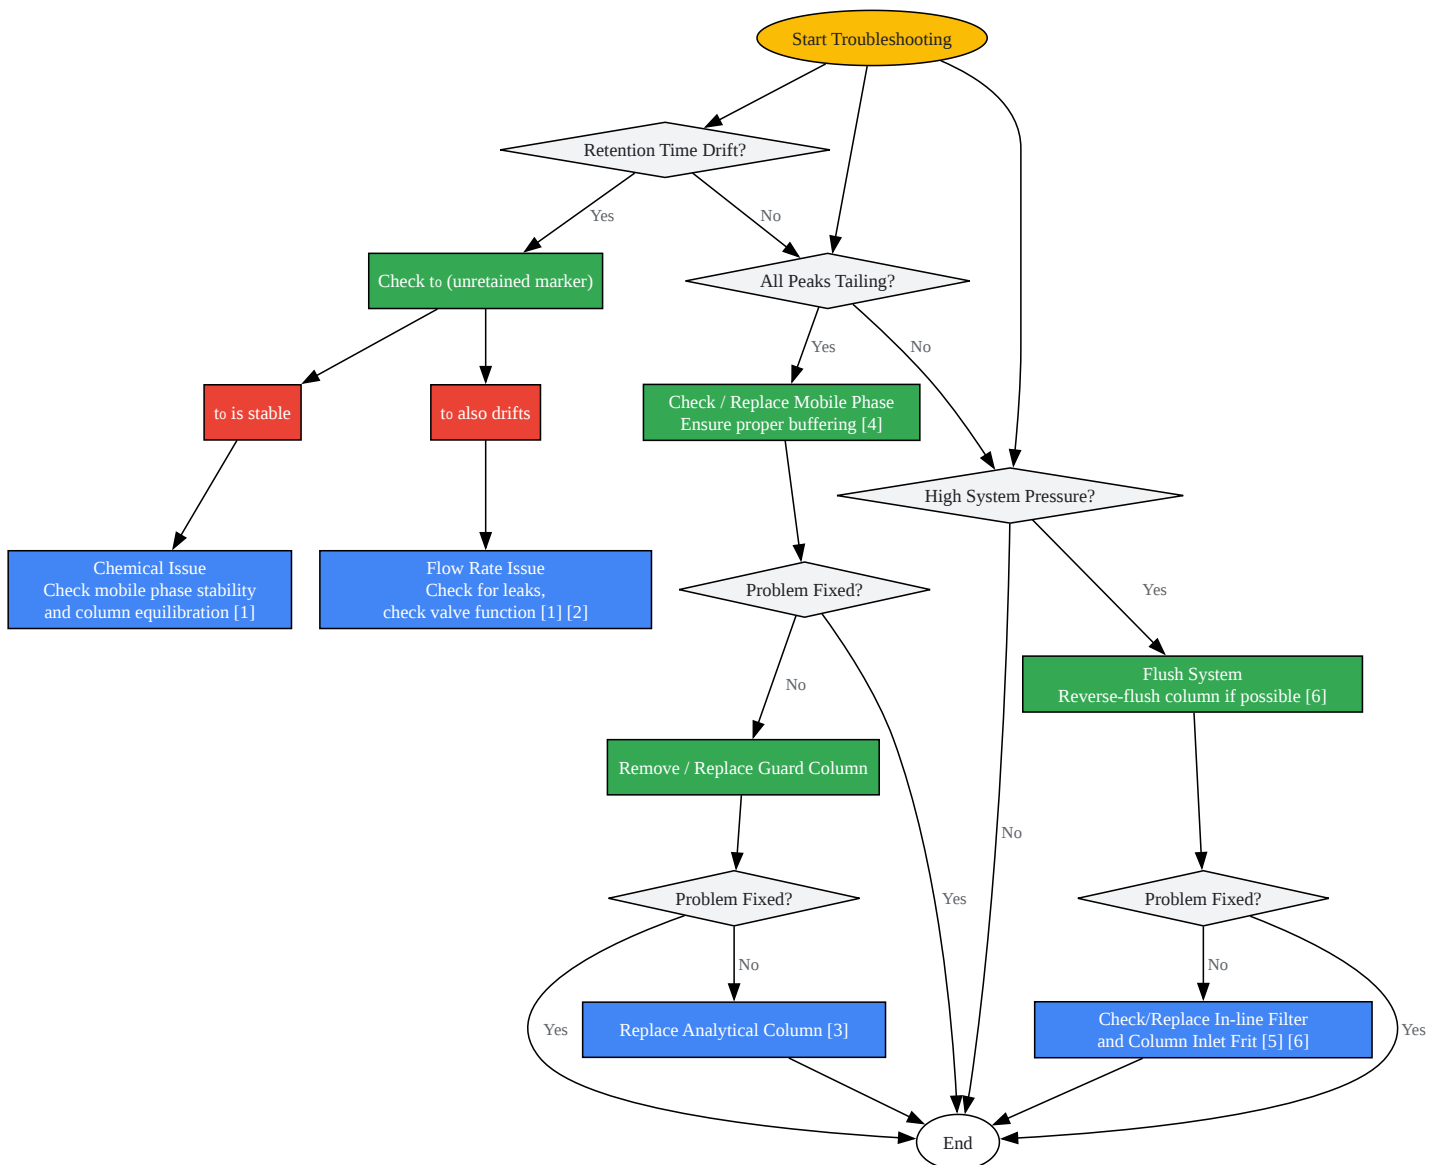 Start Troubleshooting
Retention Time Drift?
Yes
No
Check t₀ (unretained marker)
All Peaks Tailing?
Yes
No
t₀ is stable
t₀ also drifts
Check / Replace Mobile Phase
Ensure proper buffering [4]
High System Pressure?
Chemical Issue
Check mobile phase stability
and column equilibration [1]
Flow Rate Issue
Check for leaks,
check valve function [1] [2]
Problem Fixed?
Yes
No
Flush System
Reverse-flush column if possible [6]
Remove / Replace Guard Column
No
Problem Fixed?
Yes
Problem Fixed?
No
No
Yes
Replace Analytical Column [3]
Check/Replace In-line Filter
and Column Inlet Frit [5] [6]
Yes
End